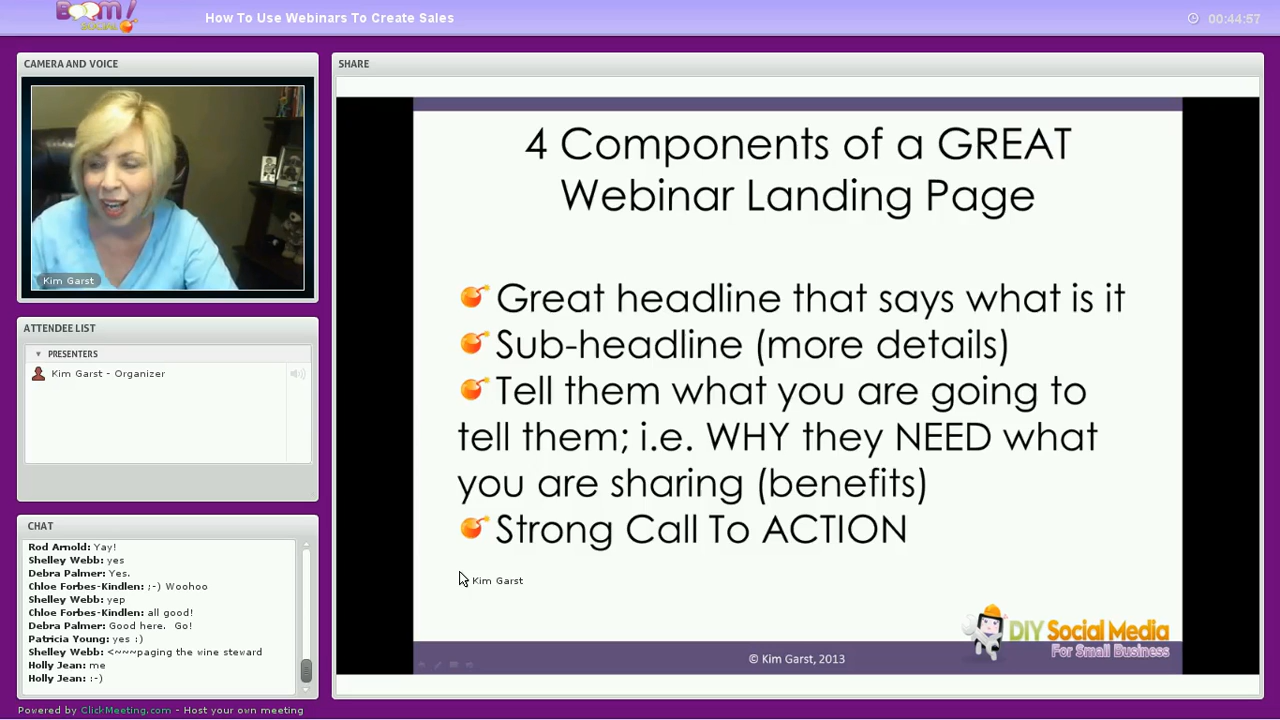 BOOM!
SOCIAL
How To Use Webinars To Create Sales
00:44:57
CAMERA AND VOICE
Kim Garst
ATTENDEE LIST
PRESENTERS
Kim Garst - Organizer
CHAT
Rod Arnold: Yay!
Shelley Webb: yes
Debra Palmer: Yes.
Chloe Forbes-Kindlen: ;-) Woohoo
Shelley Webb: yep
Chloe Forbes-Kindlen: all good!
Debra Palmer: Good here.  Go!
Patricia Young: yes :)
Shelley Webb: <~~~paging the wine steward
Holly Jean: me
Holly Jean: :-)
Powered by ClickMeeting.com - Host your own meeting
SHARE
4 Components of a GREAT
Webinar Landing Page
Great headline that says what is it
Sub-headline (more details)
Tell them what you are going to
tell them; i.e. WHY they NEED what
you are sharing (benefits)
Strong Call To ACTION
Kim Garst
DIY Social Media
For Small Business
© Kim Garst, 2013